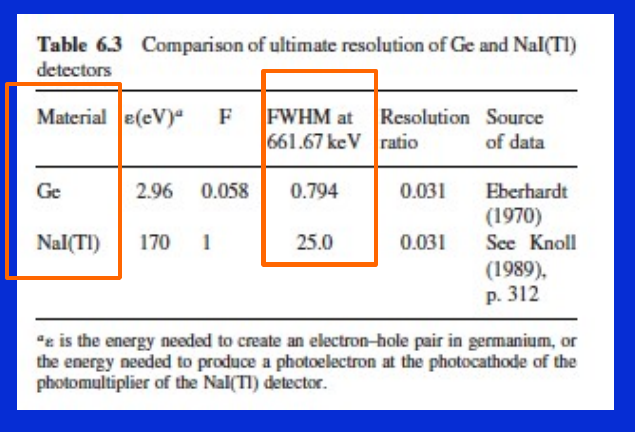 Table 6.3 Comparison of ultimate resolution of Ge and NaI(Tl)
detectors
Material ε(eV)ᵃ F FWHM at Resolution Source
661.67 keV ratio of data
Ge 2.96 0.058 0.794 0.031 Eberhardt
(1970)
NaI(Tl) 170 1 25.0 0.031 See Knoll
(1989),
p. 312
ᵃε is the energy needed to create an electron–hole pair in germanium, or
the energy needed to produce a photoelectron at the photocathode of the
photomultiplier of the NaI(Tl) detector.